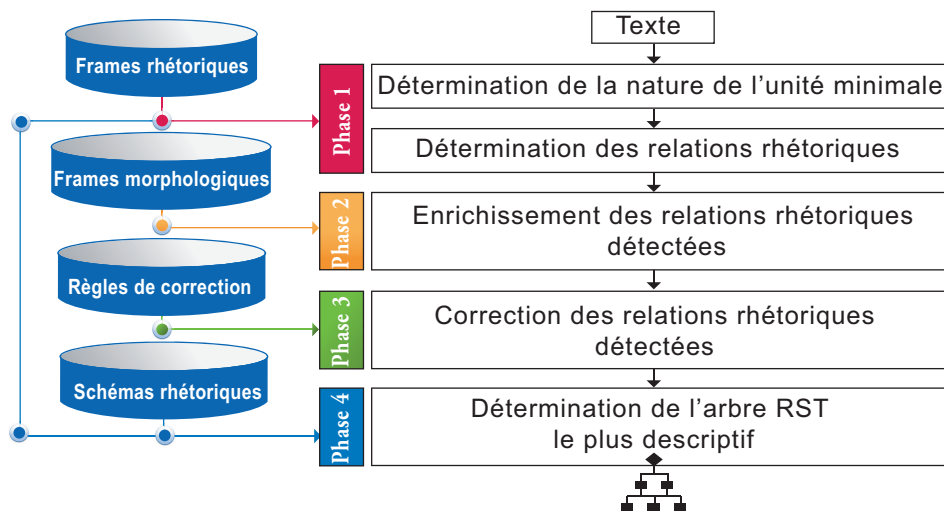 Texte
Frames rhétoriques
Phase 1
Détermination de la nature de l'unité minimale
Détermination des relations rhétoriques
Frames morphologiques
Phase 2
Enrichissement des relations rhétoriques
détectées
Règles de correction
Phase 3
Correction des relations rhétoriques
détectées
Schémas rhétoriques
Phase 4
Détermination de l'arbre RST
le plus descriptif